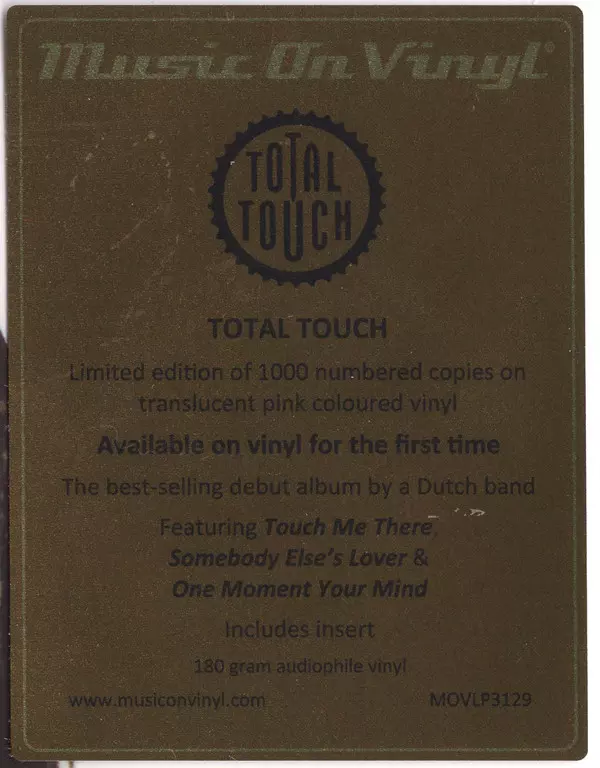 Music On Vinyl®
TOTAL
TOUCH
TOTAL TOUCH
Limited edition of 1000 numbered copies on
translucent pink coloured vinyl
Available on vinyl for the first time
The best-selling debut album by a Dutch band
Featuring Touch Me There,
Somebody Else's Lover &
One Moment Your Mind
Includes insert
180 gram audiophile vinyl
www.musiconvinyl.com
MOVLP3129